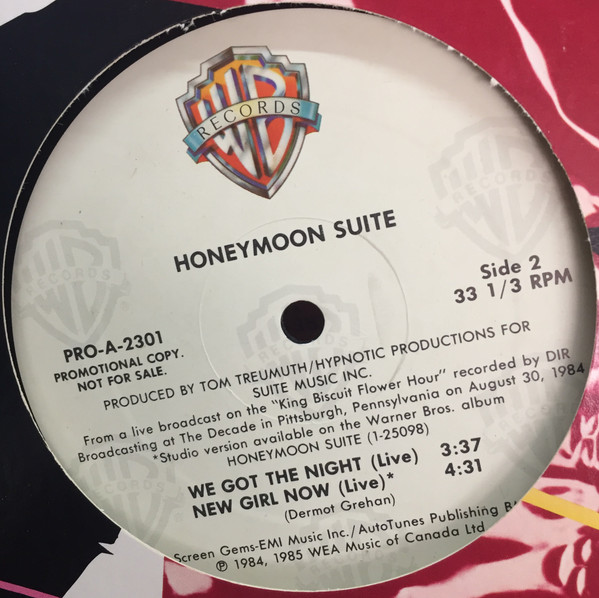 WB
RECORDS
HONEYMOON SUITE
Side 2
33 1/3 RPM
PRO-A-2301
PROMOTIONAL COPY.
NOT FOR SALE.
PRODUCED BY TOM TREUMUTH/HYPNOTIC PRODUCTIONS FOR
SUITE MUSIC INC.
From a live broadcast on the "King Biscuit Flower Hour" recorded by DIR
Broadcasting at The Decade in Pittsburgh, Pennsylvania on August 30, 1984
*Studio version available on the Warner Bros. album
HONEYMOON SUITE (1-25098)
WE GOT THE NIGHT (Live) 3:37
NEW GIRL NOW (Live)* 4:31
(Dermot Grehan)
Screen Gems-EMI Music Inc./AutoTunes Publishing
℗ 1984, 1985 WEA Music of Canada Ltd